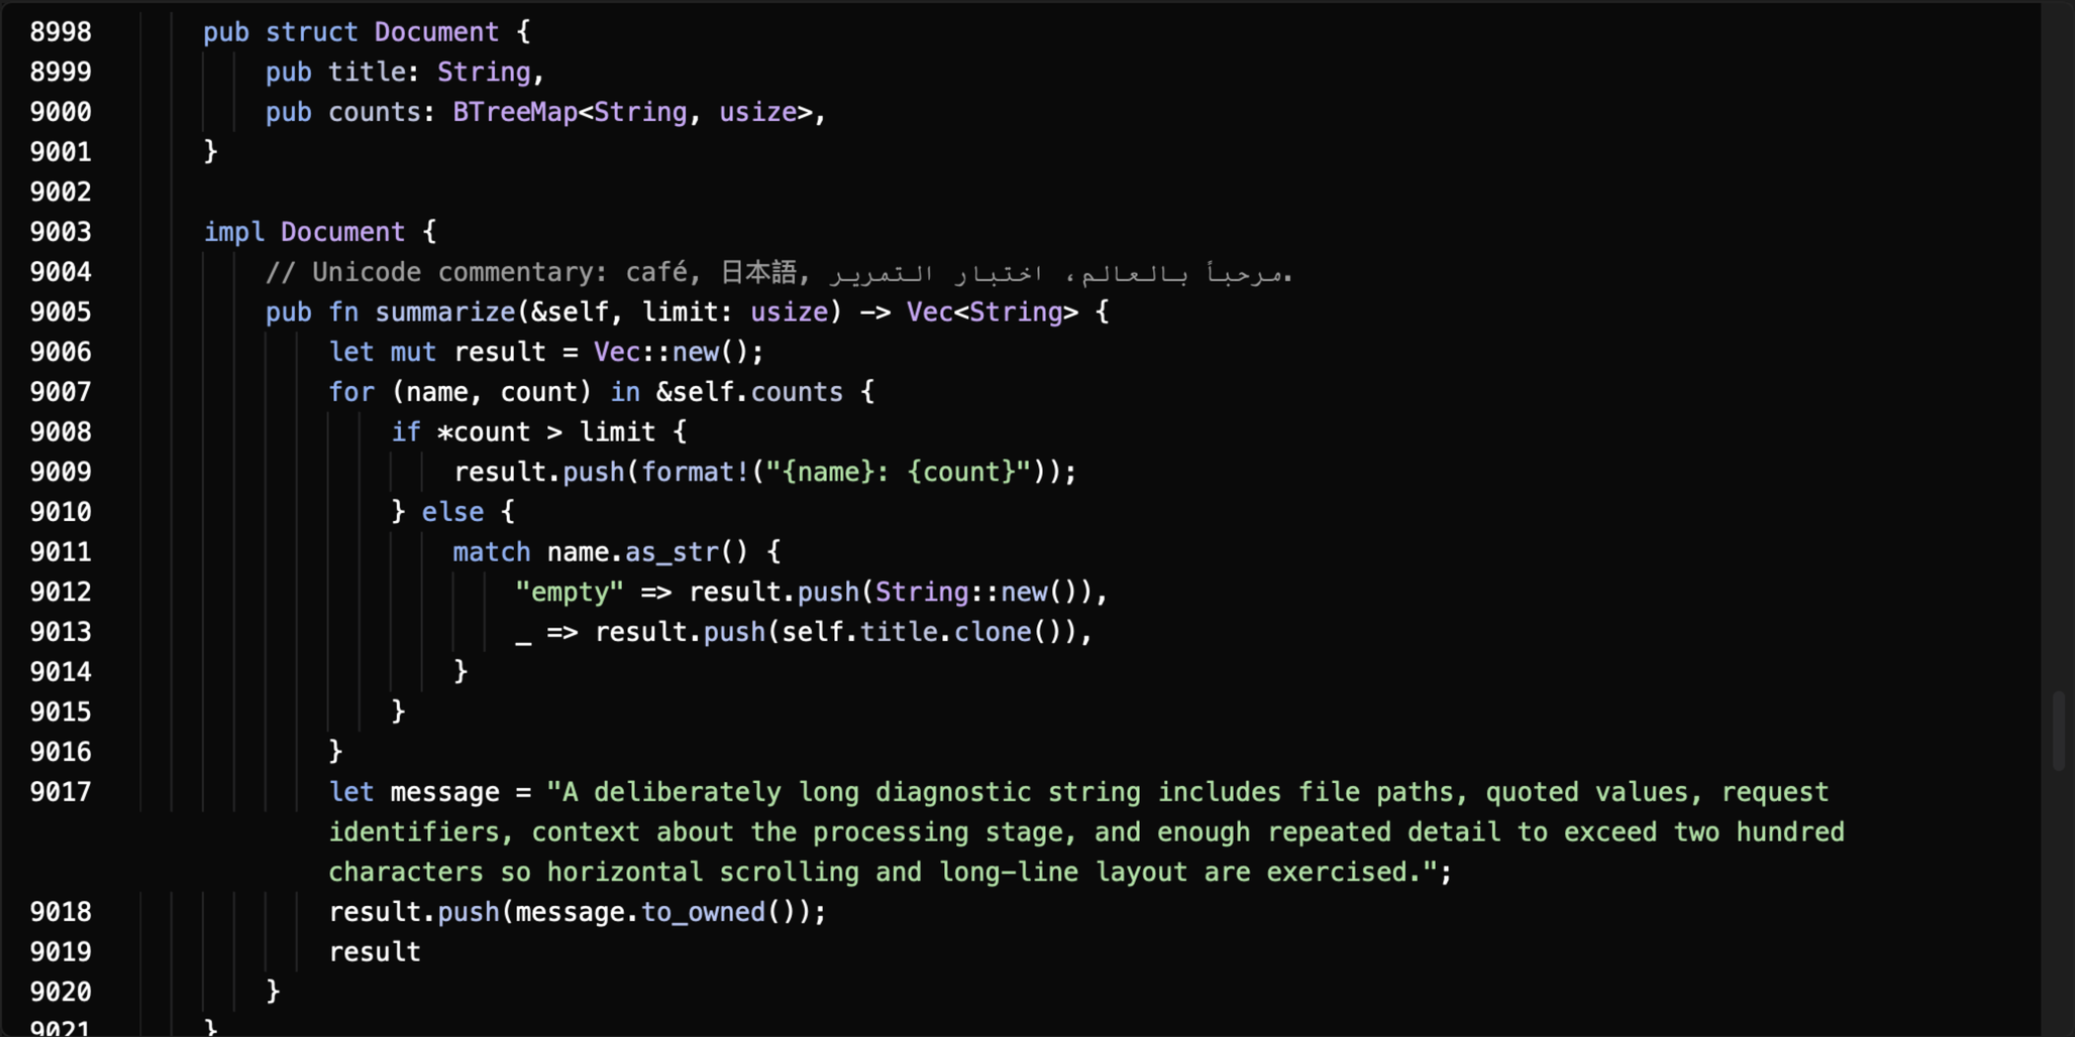 8998 pub struct Document {
8999 pub title: String,
9000 pub counts: BTreeMap<String, usize>,
9001 }
9002
9003 impl Document {
9004 // Unicode commentary: café, 日本語, مرحباً بالعالم، اختبار التمرير.
9005 pub fn summarize(&self, limit: usize) -> Vec<String> {
9006 let mut result = Vec::new();
9007 for (name, count) in &self.counts {
9008 if *count > limit {
9009 result.push(format!("{name}: {count}"));
9010 } else {
9011 match name.as_str() {
9012 "empty" => result.push(String::new()),
9013 _ => result.push(self.title.clone()),
9014 }
9015 }
9016 }
9017 let message = "A deliberately long diagnostic string includes file paths, quoted values, request
identifiers, context about the processing stage, and enough repeated detail to exceed two hundred
characters so horizontal scrolling and long-line layout are exercised.";
9018 result.push(message.to_owned());
9019 result
9020 }
9021 }